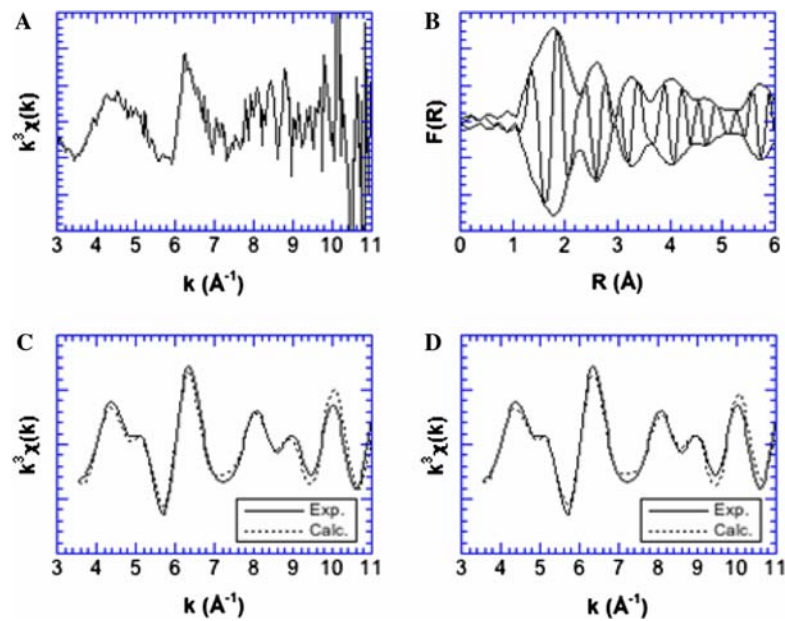 A
k³χ(k)
3 4 5 6 7 8 9 10 11
k (Å⁻¹)
B
F(R)
0 1 2 3 4 5 6
R (Å)
C
k³χ(k)
Exp.
Calc.
3 4 5 6 7 8 9 10 11
k (Å⁻¹)
D
k³χ(k)
Exp.
Calc.
3 4 5 6 7 8 9 10 11
k (Å⁻¹)